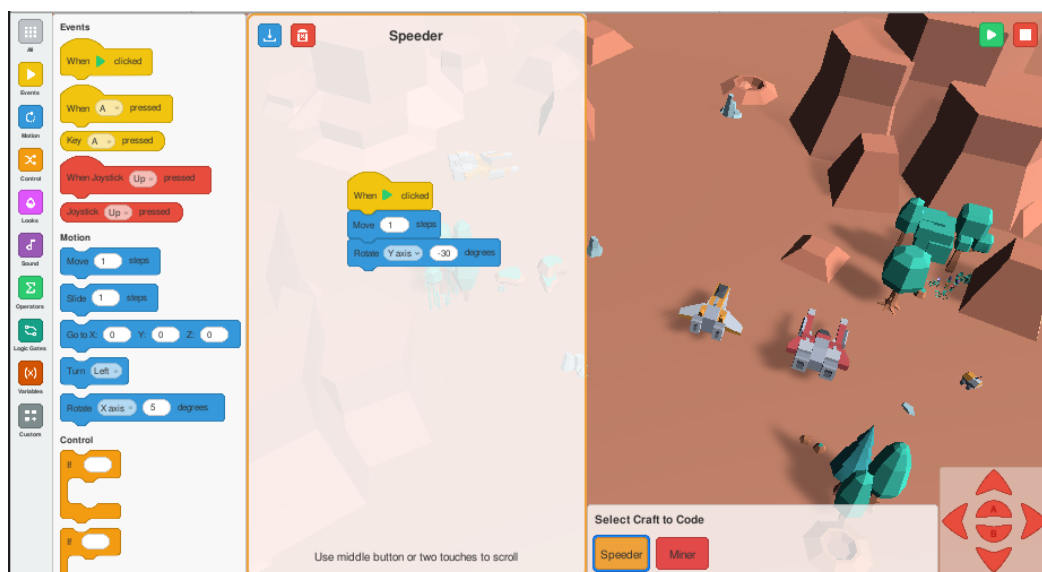 All
Events
Motion
Control
Looks
Sound
Operators
Logic Gates
Variables
Custom
Events
When clicked
When A pressed
Key A pressed
When Joystick Up pressed
Joystick Up pressed
Motion
Move 1 steps
Slide 1 steps
Go to X: 0 Y: 0 Z: 0
Turn Left
Rotate X axis 5 degrees
Control
If
If
Speeder
When clicked
Move 1 steps
Rotate Y axis -30 degrees
Use middle button or two touches to scroll
Select Craft to Code
Speeder Miner
A
B